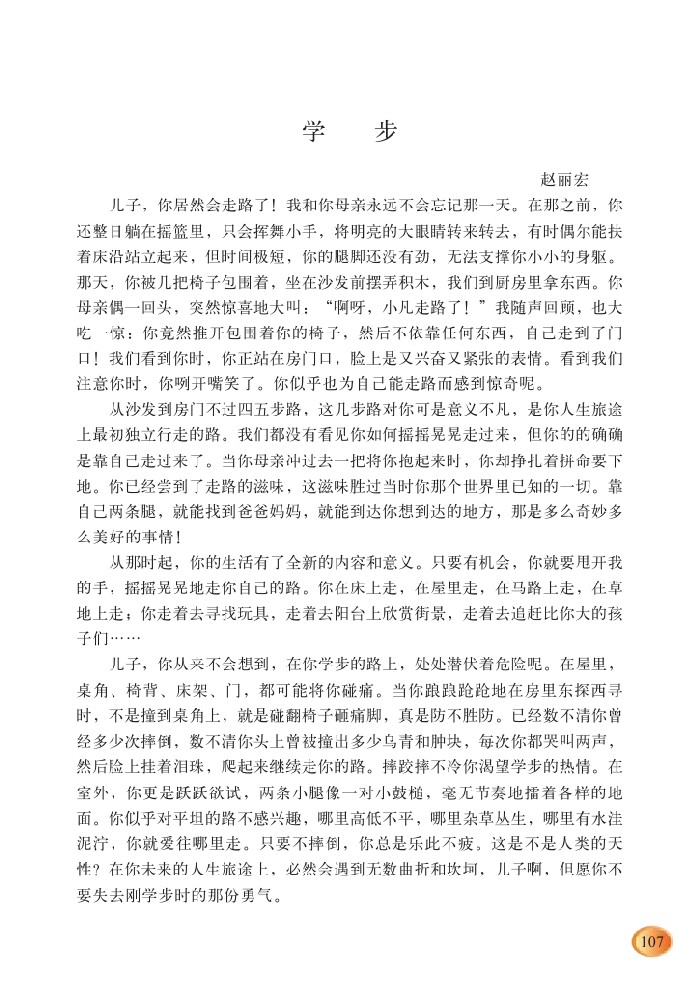 学　　步
赵丽宏
儿子，你居然会走路了！我和你母亲永远不会忘记那一天。在那之前，你
还整日躺在摇篮里，只会挥舞小手，将明亮的大眼睛转来转去，有时偶尔能扶
着床沿站立起来，但时间极短，你的腿脚还没有劲，无法支撑你小小的身躯。
那天，你被几把椅子包围着，坐在沙发前摆弄积木，我们到厨房里拿东西。你
母亲偶一回头，突然惊喜地大叫：“啊呀，小凡走路了！”我随声回顾，也大
吃一惊：你竟然推开包围着你的椅子，然后不依靠任何东西，自己走到了门
口！我们看到你时，你正站在房门口，脸上是又兴奋又紧张的表情。看到我们
注意你时，你咧开嘴笑了。你似乎也为自己能走路而感到惊奇呢。
从沙发到房门不过四五步路，这几步路对你可是意义不凡，是你人生旅途
上最初独立行走的路。我们都没有看见你如何摇摇晃晃走过来，但你的的确确
是靠自己走过来了。当你母亲冲过去一把将你抱起来时，你却挣扎着拼命要下
地。你已经尝到了走路的滋味，这滋味胜过当时你那个世界里已知的一切。靠
自己两条腿，就能找到爸爸妈妈，就能到达你想到达的地方，那是多么奇妙多
么美好的事情！
从那时起，你的生活有了全新的内容和意义。只要有机会，你就要甩开我
的手，摇摇晃晃地走你自己的路。你在床上走，在屋里走，在马路上走，在草
地上走；你走着去寻找玩具，走着去阳台上欣赏街景，走着去追赶比你大的孩
子们……
儿子，你从来不会想到，在你学步的路上，处处潜伏着危险呢。在屋里，
桌角、椅背、床架、门，都可能将你碰痛。当你踉踉跄跄地在房里东探西寻
时，不是撞到桌角上，就是碰翻椅子砸痛脚，真是防不胜防。已经数不清你曾
经多少次摔倒，数不清你头上曾被撞出多少乌青和肿块，每次你都哭叫两声，
然后脸上挂着泪珠，爬起来继续走你的路。摔跤摔不冷你渴望学步的热情。在
室外，你更是跃跃欲试，两条小腿像一对小鼓槌，毫无节奏地擂着各样的地
面。你似乎对平坦的路不感兴趣，哪里高低不平，哪里杂草丛生，哪里有水洼
泥泞，你就爱往哪里走。只要不摔倒，你总是乐此不疲。这是不是人类的天
性？在你未来的人生旅途上，必然会遇到无数曲折和坎坷，儿子啊，但愿你不
要失去刚学步时的那份勇气。
107